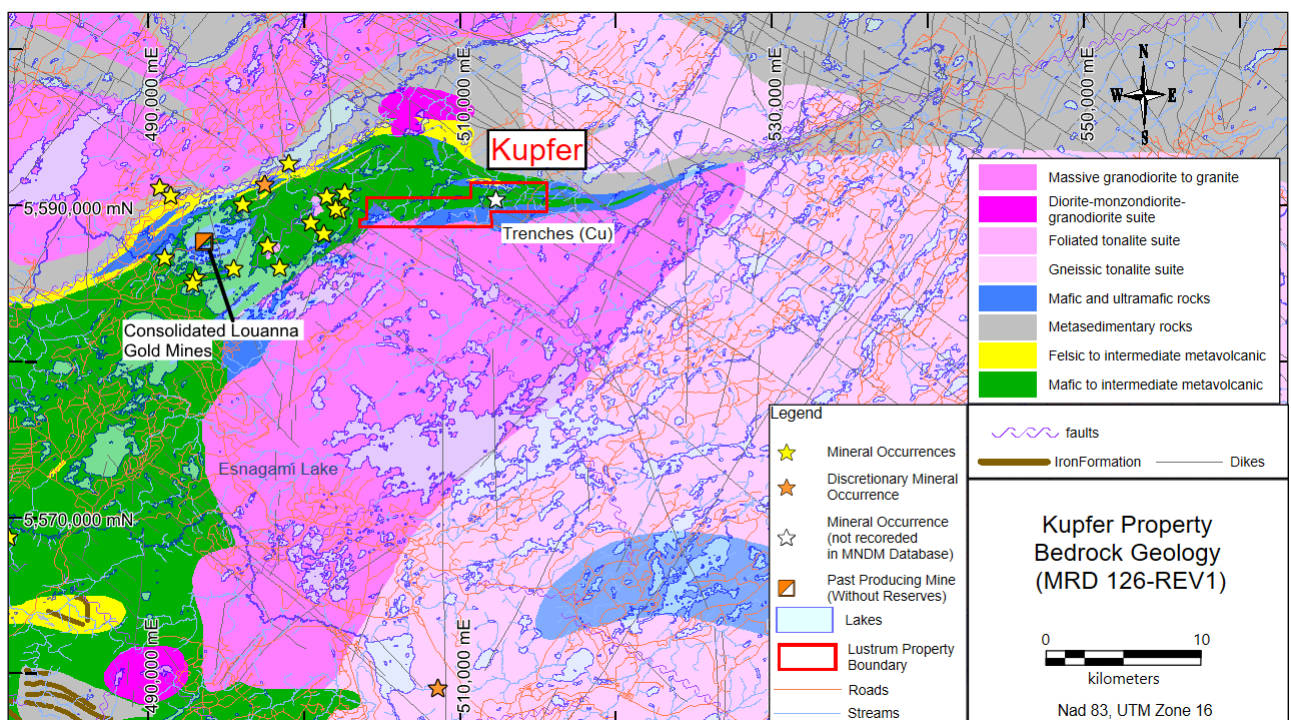 490,000 mE
510,000 mE
530,000 mE
550,000 mE
N
W E
S
Kupfer
5,590,000 mN
Trenches (Cu)
Consolidated Louanna
Gold Mines
Esnagami Lake
5,570,000 mN
490,000 mE
510,000 mE
Massive granodiorite to granite
Diorite-monzondiorite-
granodiorite suite
Foliated tonalite suite
Gneissic tonalite suite
Mafic and ultramafic rocks
Metasedimentary rocks
Felsic to intermediate metavolcanic
Mafic to intermediate metavolcanic
Legend
Mineral Occurrences
Discretionary Mineral
Occurrence
Mineral Occurrence
(not recoreded
in MNDM Database)
Past Producing Mine
(Without Reserves)
Lakes
Lustrum Property
Boundary
Roads
Streams
faults
IronFormation
Dikes
Kupfer Property
Bedrock Geology
(MRD 126-REV1)
0 10
kilometers
Nad 83, UTM Zone 16